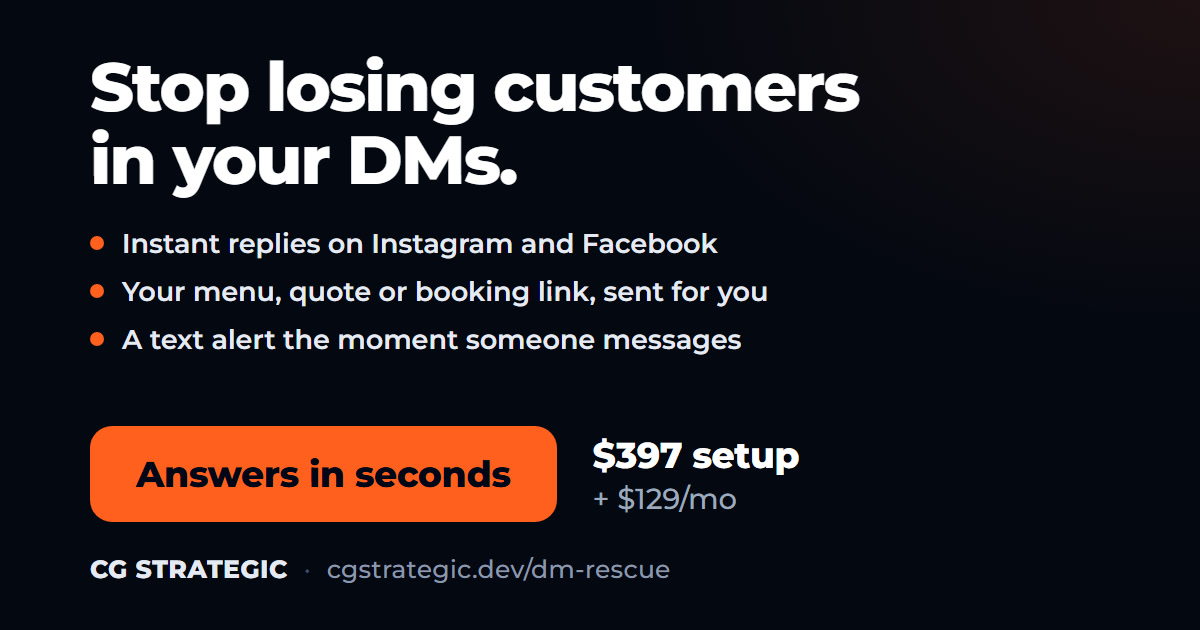 Stop losing customers
in your DMs.
Instant replies on Instagram and Facebook
Your menu, quote or booking link, sent for you
A text alert the moment someone messages
Answers in seconds
$397 setup
+ $129/mo
CG STRATEGIC · cgstrategic.dev/dm-rescue